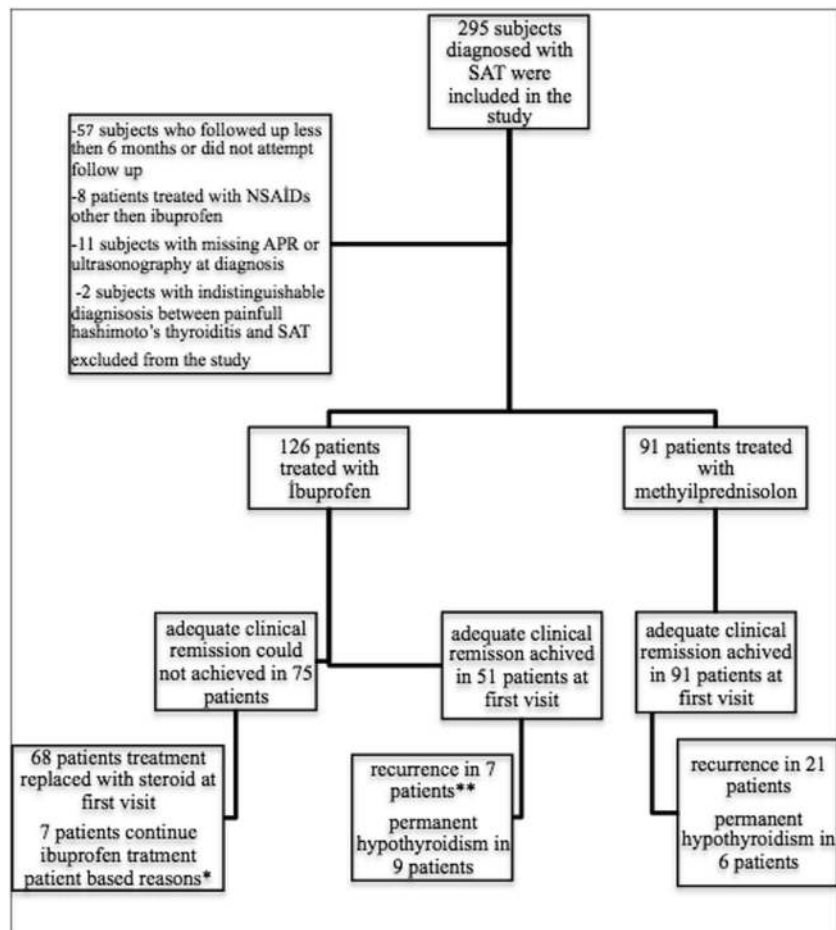 295 subjects
diagnosed with
SAT were
included in the
study
-57 subjects who followed up less
then 6 months or did not attempt
follow up
-8 patients treated with NSAİDs
other then ibuprofen
-11 subjects with missing APR or
ultrasonography at diagnosis
-2 subjects with indistinguishable
diagnisosis between painfull
hashimoto's thyroiditis and SAT
excluded from the study
126 patients
treated with
İbuprofen
91 patients treated
with
methyilprednisolon
adequate clinical
remission could
not achieved in 75
patients
adequate clinical
remisson achived
in 51 patients at
first visit
adequate clinical
remission achived
in 91 patients at
first visit
68 patients treatment
replaced with steroid at
first visit
7 patients continue
ibuprofen tratment
patient based reasons*
recurrence in 7
patients**
permanent
hypothyroidism in
9 patients
recurrence in 21
patients
permanent
hypothyroidism in
6 patients